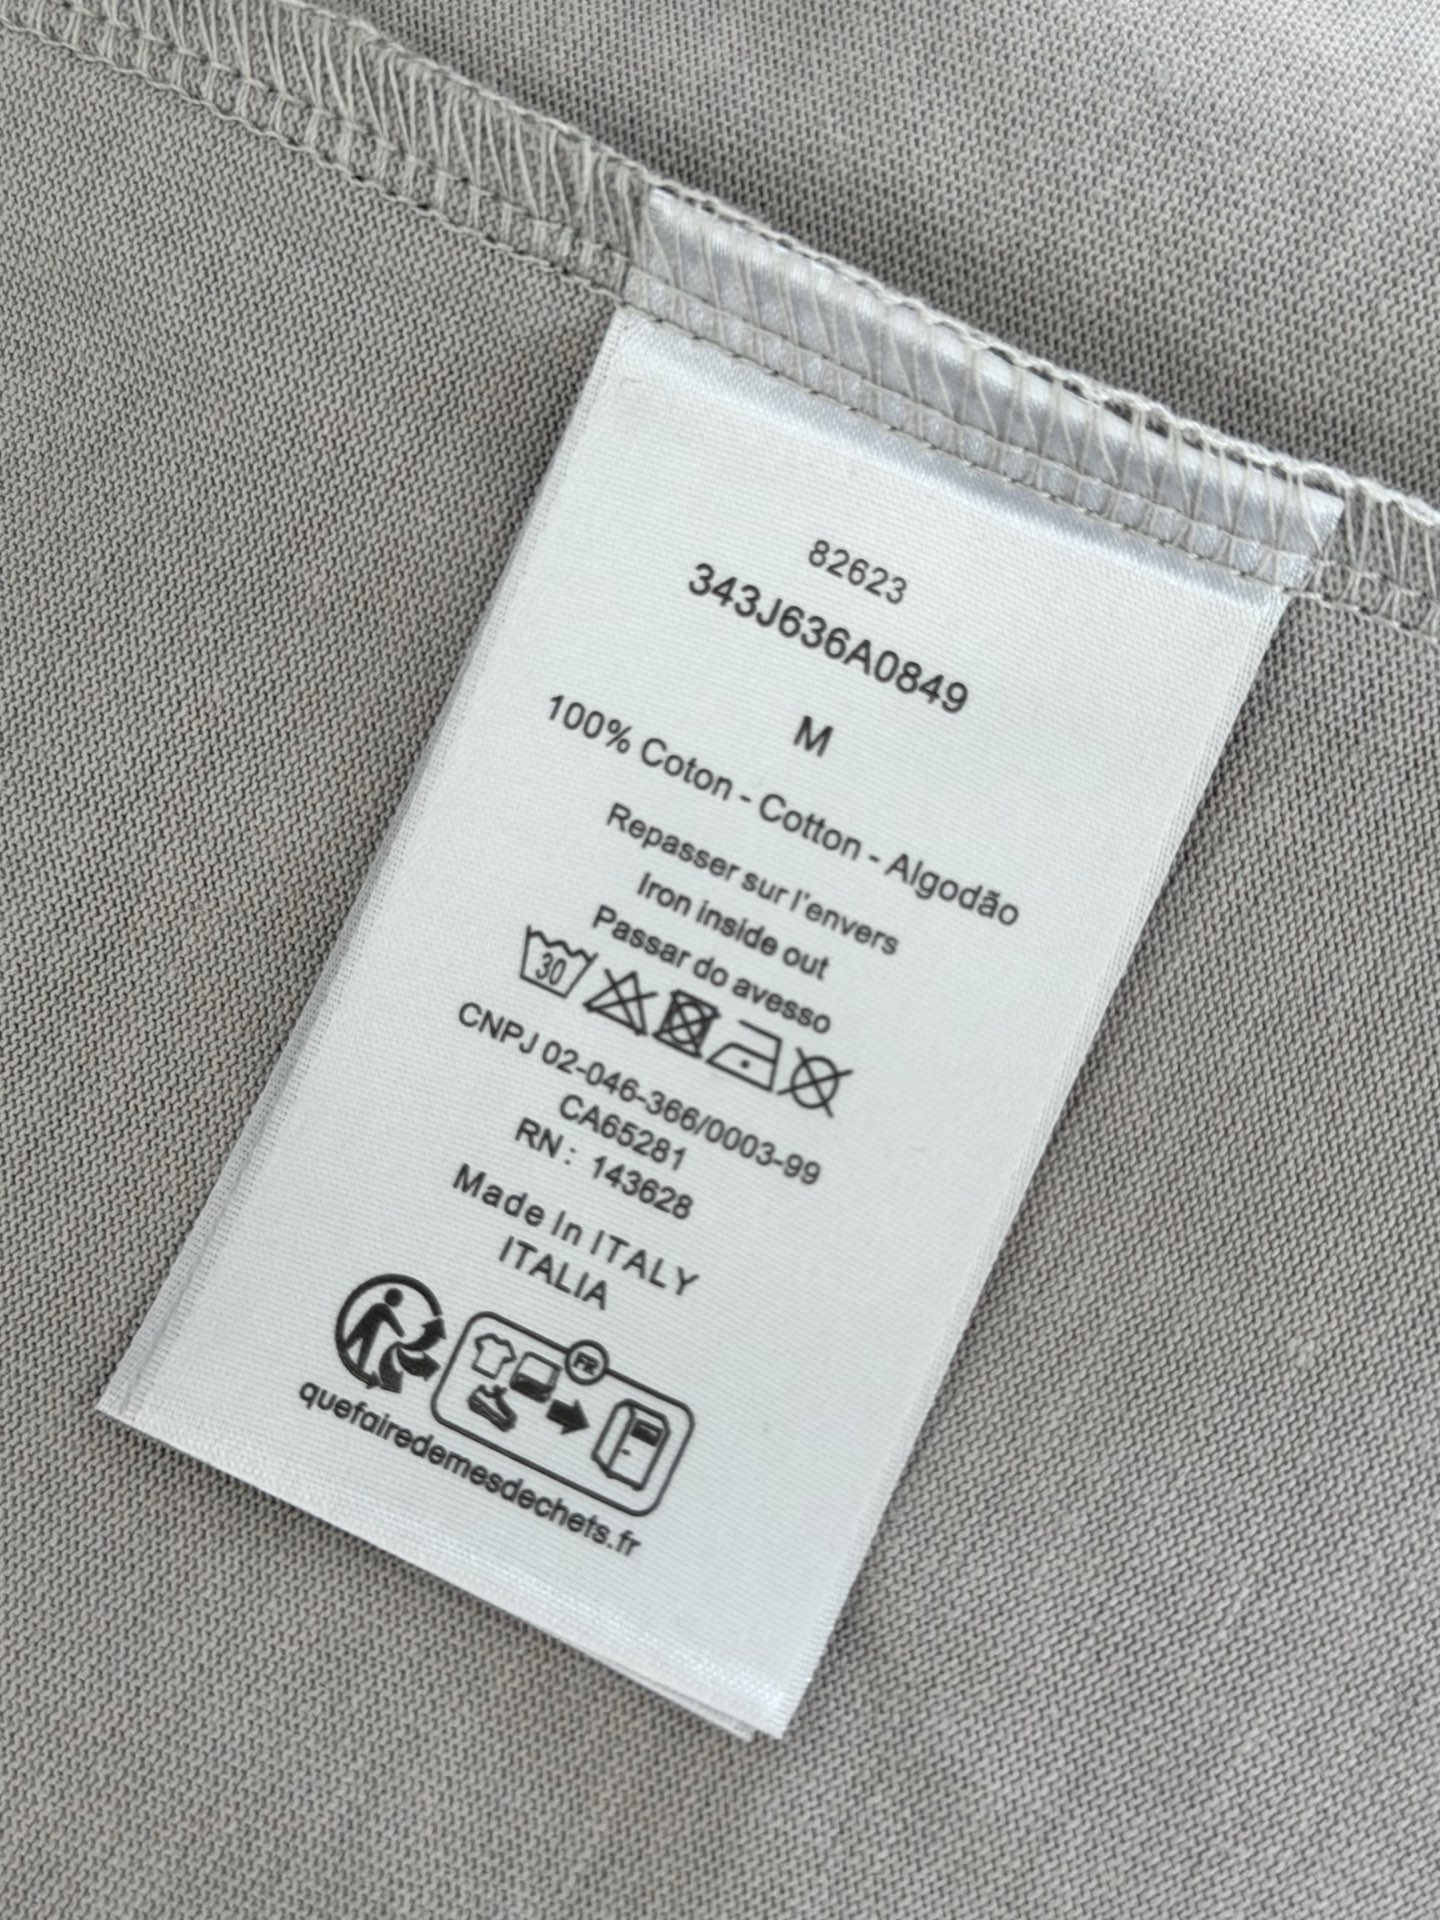 82623
343J636A0849
M
100% Coton - Cotton - Algodão
Repasser sur l'envers
Iron inside out
Passar do avesso
30
CNPJ 02-046-366/0003-99
CA65281
RN : 143628
Made In ITALY
ITALIA
FR
quefairedemesdechets.fr